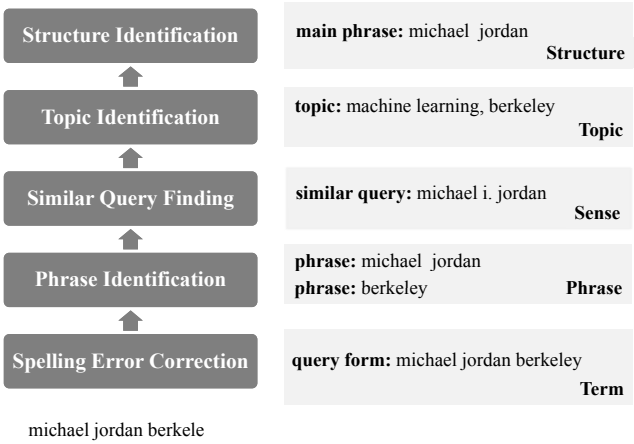 Structure Identification
main phrase: michael jordan
Structure
Topic Identification
topic: machine learning, berkeley
Topic
Similar Query Finding
similar query: michael i. jordan
Sense
Phrase Identification
phrase: michael jordan
phrase: berkeley
Phrase
Spelling Error Correction
query form: michael jordan berkeley
Term
michael jordan berkele